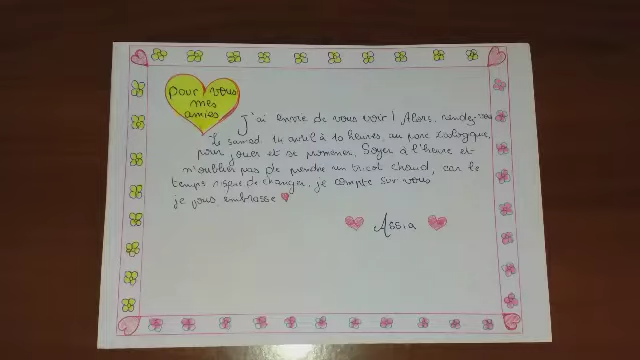 pour vous
mes
amies
J'ai envie de vous voir ! Alors, rendez-vous
Le samedi 14 avril à 10 heures au parc zoologique,
pour jouer et se promener. Soyez à l'heure et
n'oublier pas de prendre un tricot chaud, car le
temps risque de changer, je compte sur vous
je vous embrasse
Assia